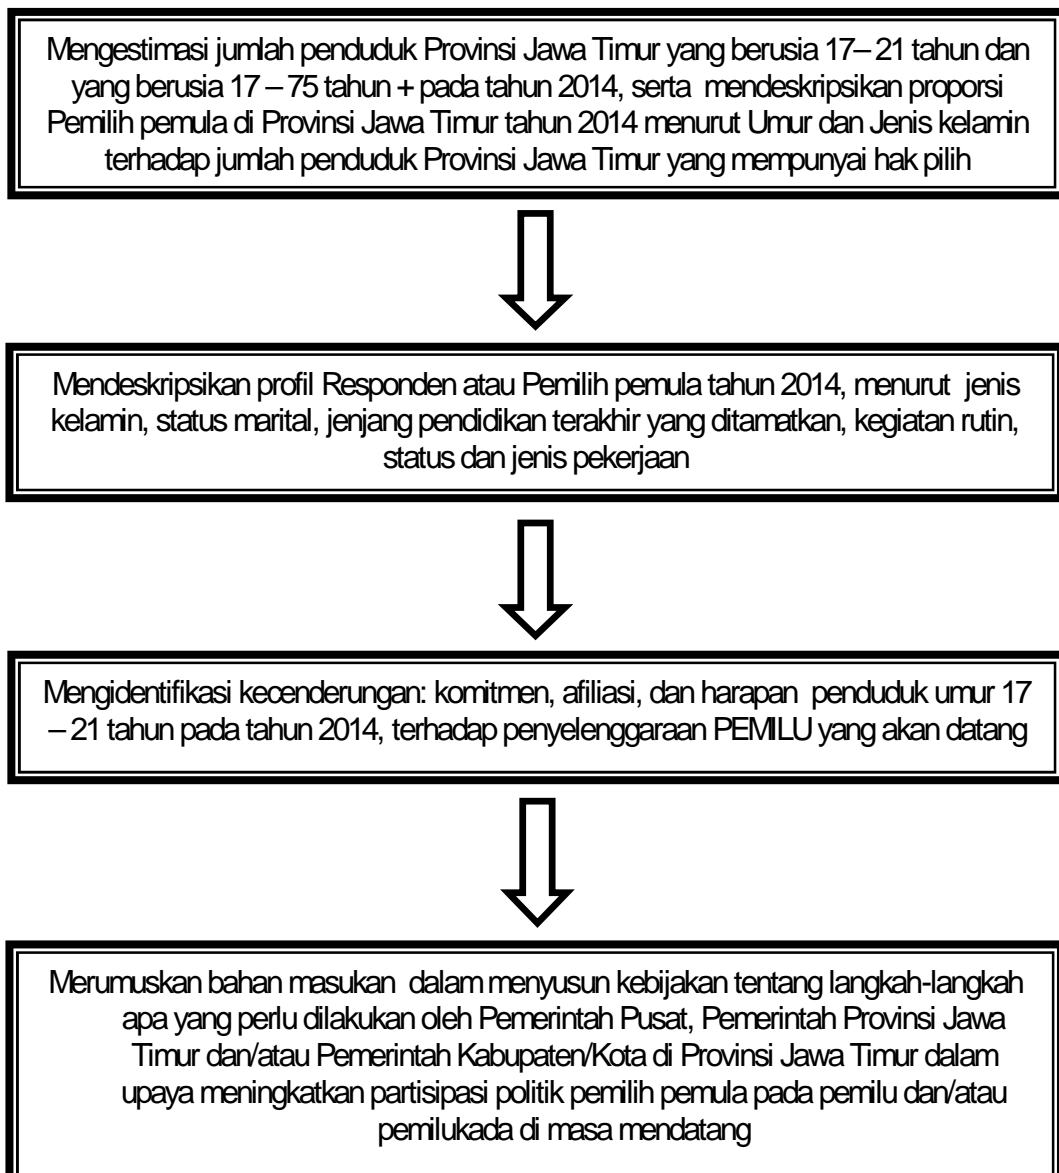 Mengestimasi jumlah penduduk Provinsi Jawa Timur yang berusia 17– 21 tahun dan
yang berusia 17 – 75 tahun + pada tahun 2014, serta mendeskripsikan proporsi
Pemilih pemula di Provinsi Jawa Timur tahun 2014 menurut Umur dan Jenis kelamin
terhadap jumlah penduduk Provinsi Jawa Timur yang mempunyai hak pilih
Mendeskripsikan profil Responden atau Pemilih pemula tahun 2014, menurut jenis
kelamin, status marital, jenjang pendidikan terakhir yang ditamatkan, kegiatan rutin,
status dan jenis pekerjaan
Mengidentifikasi kecenderungan: komitmen, afiliasi, dan harapan penduduk umur 17
– 21 tahun pada tahun 2014, terhadap penyelenggaraan PEMILU yang akan datang
Merumuskan bahan masukan dalam menyusun kebijakan tentang langkah-langkah
apa yang perlu dilakukan oleh Pemerintah Pusat, Pemerintah Provinsi Jawa
Timur dan/atau Pemerintah Kabupaten/Kota di Provinsi Jawa Timur dalam
upaya meningkatkan partisipasi politik pemilih pemula pada pemilu dan/atau
pemilukada di masa mendatang